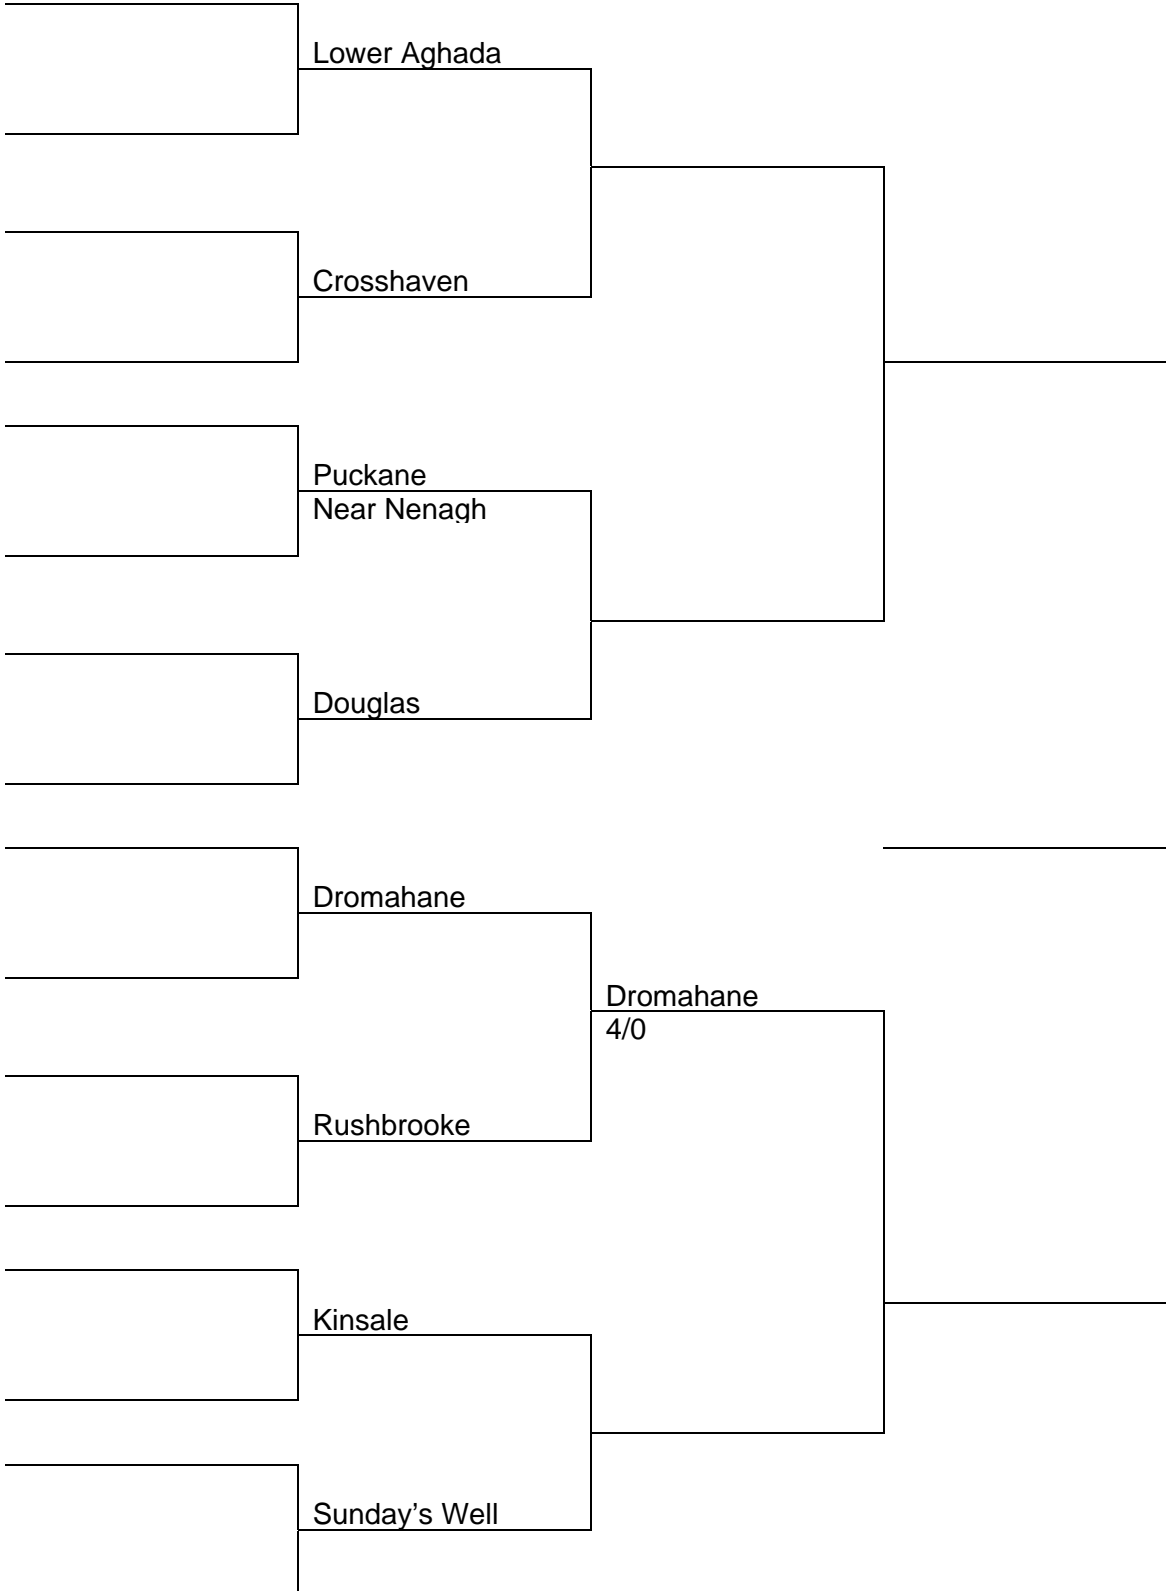 Lower Aghada
Crosshaven
Puckane
Near Nenagh
Douglas
Dromahane
Dromahane
4/0
Rushbrooke
Kinsale
Sunday’s Well